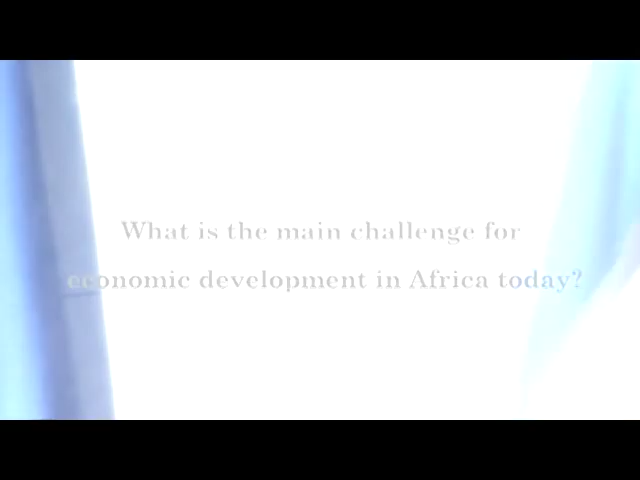 What is the main challenge for
economic development in Africa today?